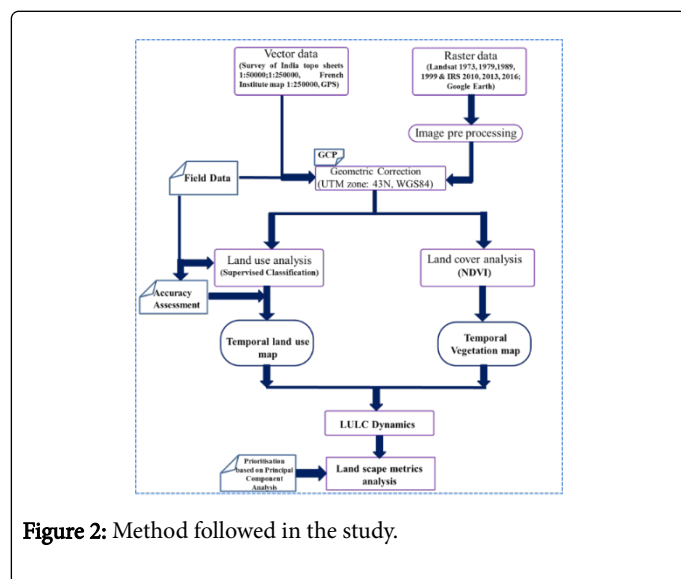 Vector data
(Survey of India topo sheets
1:50000;1:250000, French
Institute map 1:250000, GPS)
Raster data
(Landsat 1973, 1979,1989,
1999 & IRS 2010, 2013, 2016;
Google Earth)
Image pre processing
GCP
Field Data
Geometric Correction
(UTM zone: 43N, WGS84)
Land use analysis
(Supervised Classification)
Land cover analysis
(NDVI)
Accuracy
Assessment
Temporal land use
map
Temporal
Vegetation map
LULC Dynamics
Prioritisation
based on Principal
Component
Analysis
Land scape metrics
analysis
Figure 2: Method followed in the study.